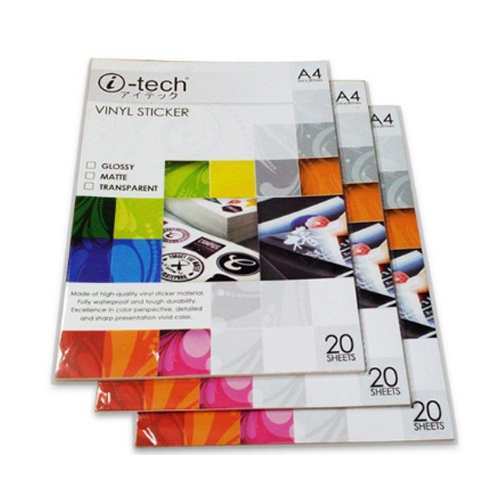 i-tech®
アイテック
VINYL STICKER
GLOSSY
MATTE
TRANSPARENT
A4
Made of high-quality vinyl sticker material.
Fully waterproof and tough durability.
Excellence in color perspective, detailed
and sharp presentation vivid color.
20
SHEETS
A4
20
SHEETS
A4
20
SHEETS